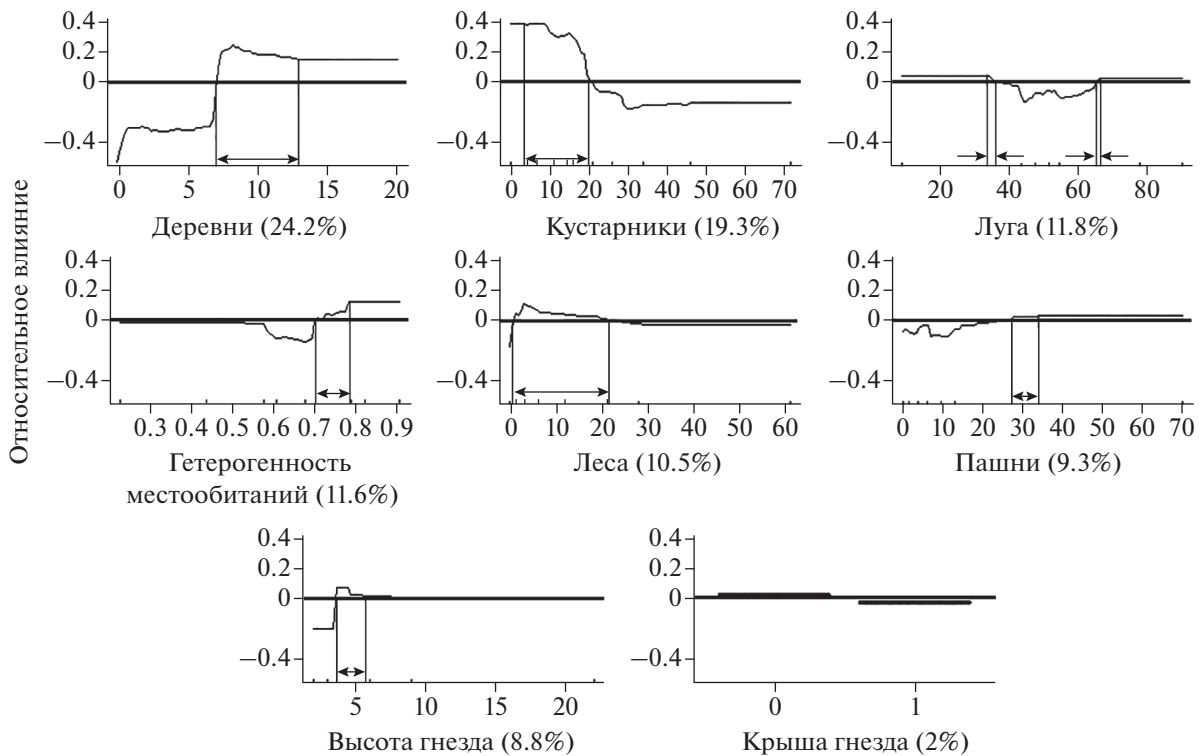 Относительное влияние
0.4 0.4 0.4
0.2 0.2 0.2
0 0 0
−0.4 −0.4 −0.4
0 5 10 15 20 0 10 20 30 40 50 60 70 20 40 60 80
Деревни (24.2%) Кустарники (19.3%) Луга (11.8%)
0.4 0.4 0.4
0.2 0.2 0.2
0 0 0
−0.4 −0.4 −0.4
0.3 0.4 0.5 0.6 0.7 0.8 0.9 0 10 20 30 40 50 60 0 10 20 30 40 50 60 70
Гетерогенность Леса (10.5%) Пашни (9.3%)
местообитаний (11.6%)
0.4 0.4
0.2 0.2
0 0
−0.4 −0.4
5 10 15 20 0 1
Высота гнезда (8.8%) Крыша гнезда (2%)